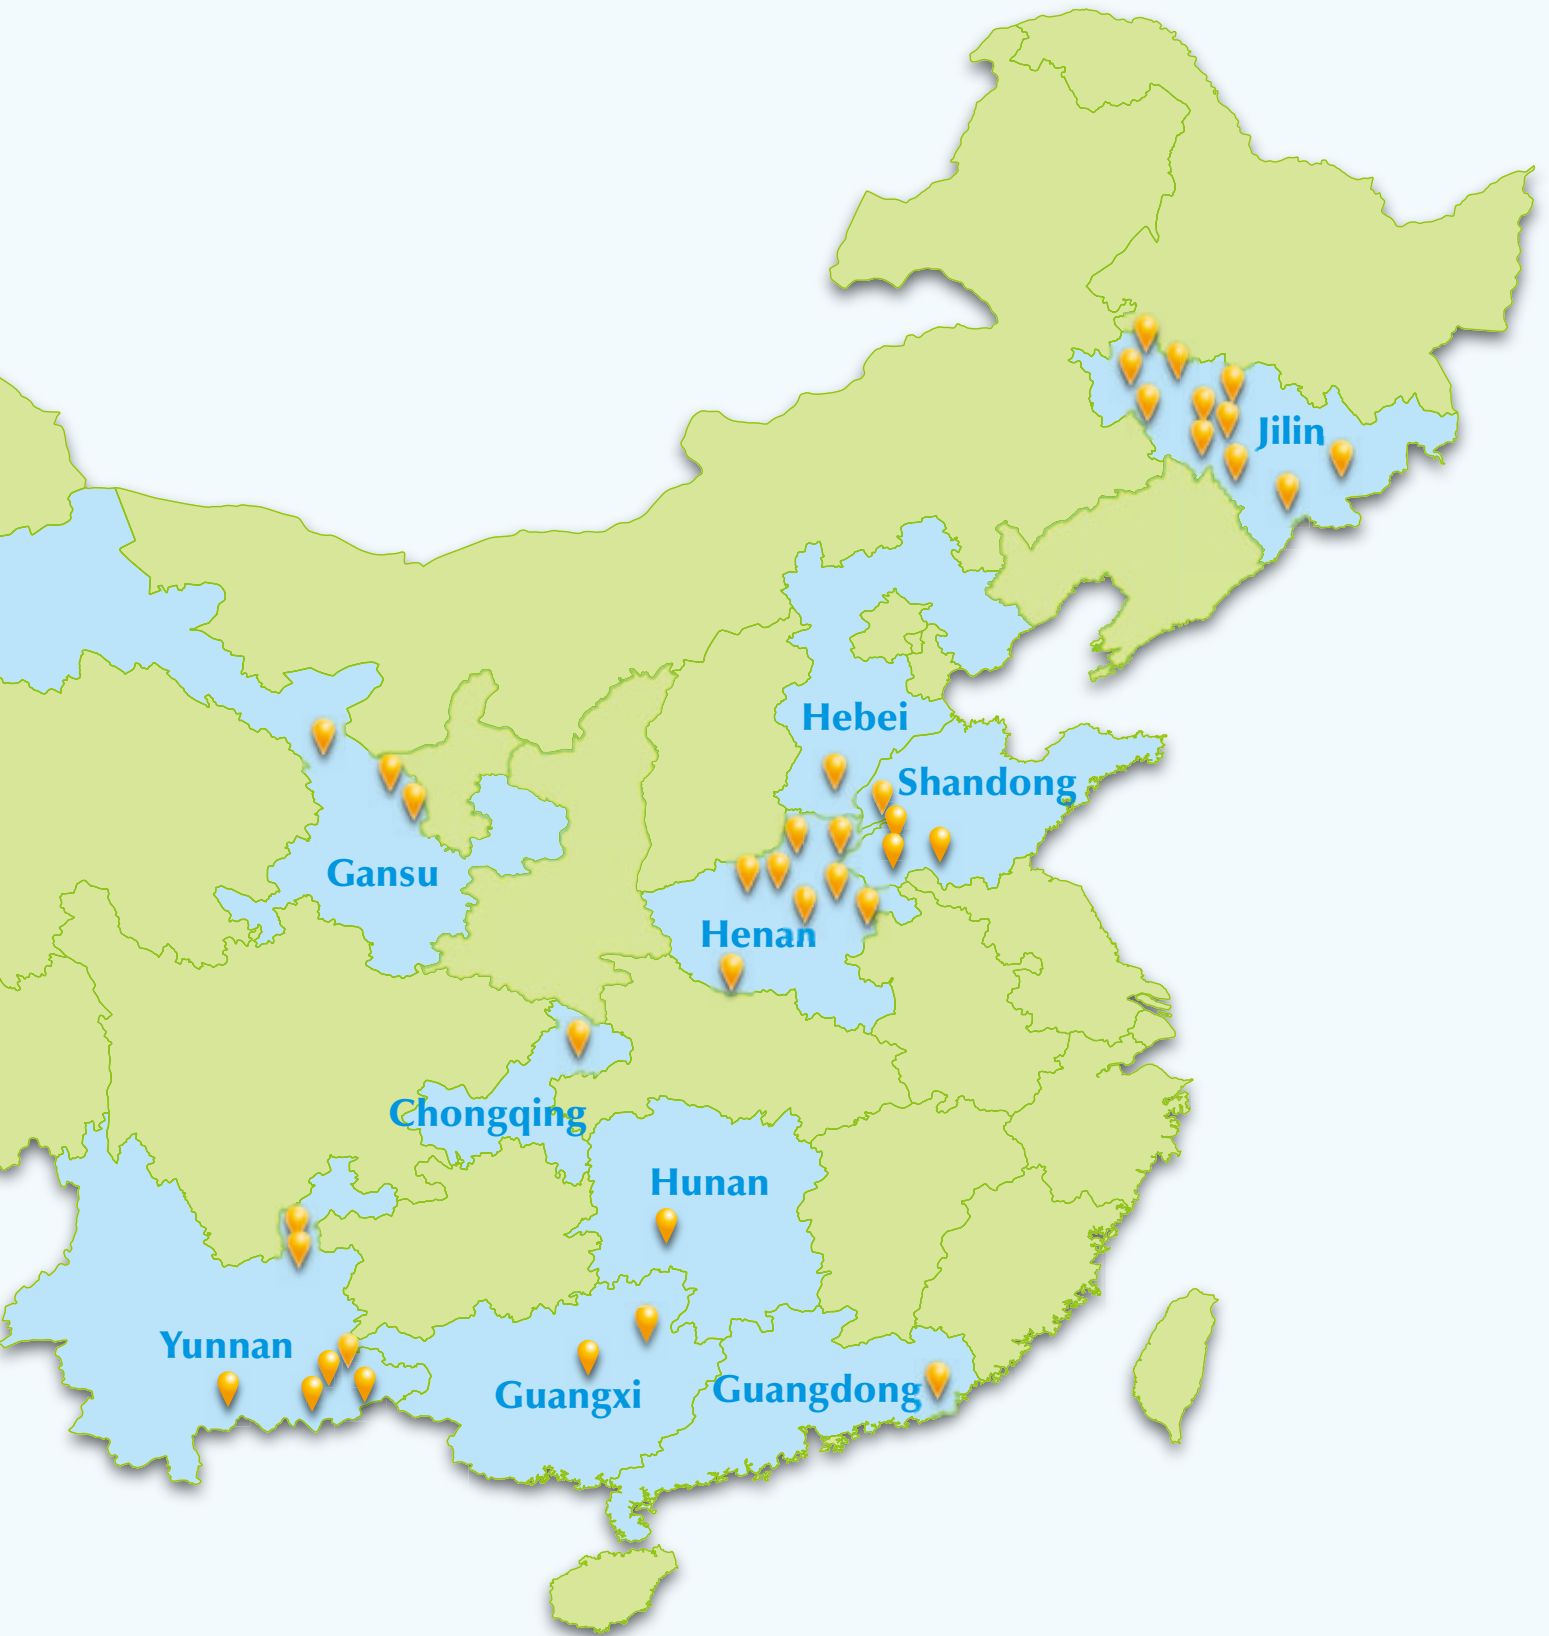 Jilin
Hebei
Shandong
Gansu
Henan
Chongqing
Hunan
Yunnan
Guangxi
Guangdong